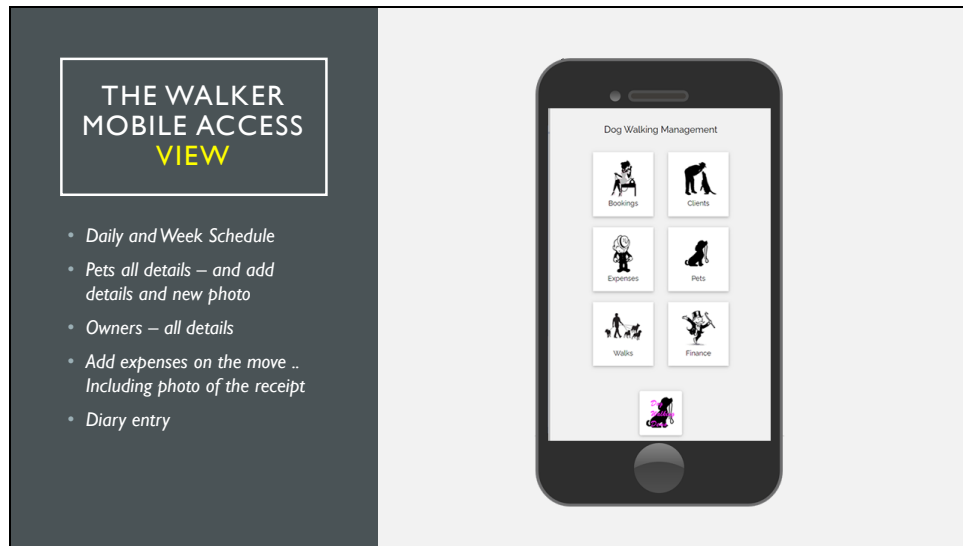 THE WALKER
MOBILE ACCESS
VIEW
• Daily and Week Schedule
• Pets all details – and add
details and new photo
• Owners – all details
• Add expenses on the move ..
Including photo of the receipt
• Diary entry
Dog Walking Management
Bookings
Clients
Expenses
Pets
Walks
Finance
Dog
Walking